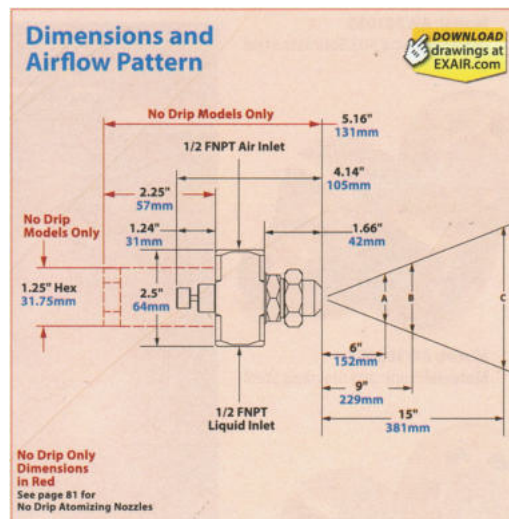 Dimensions and
Airflow Pattern
DOWNLOAD
drawings at
EXAIR.com
No Drip Models Only
5.16"
131mm
1/2 FNPT Air Inlet
4.14"
105mm
2.25"
57mm
No Drip
Models Only
1.24"
31mm
1.66"
42mm
1.25" Hex
31.75mm
2.5"
64mm
A
B
C
6"
152mm
9"
229mm
1/2 FNPT
Liquid Inlet
15"
381mm
No Drip Only
Dimensions
in Red
See page 81 for
No Drip Atomizing Nozzles